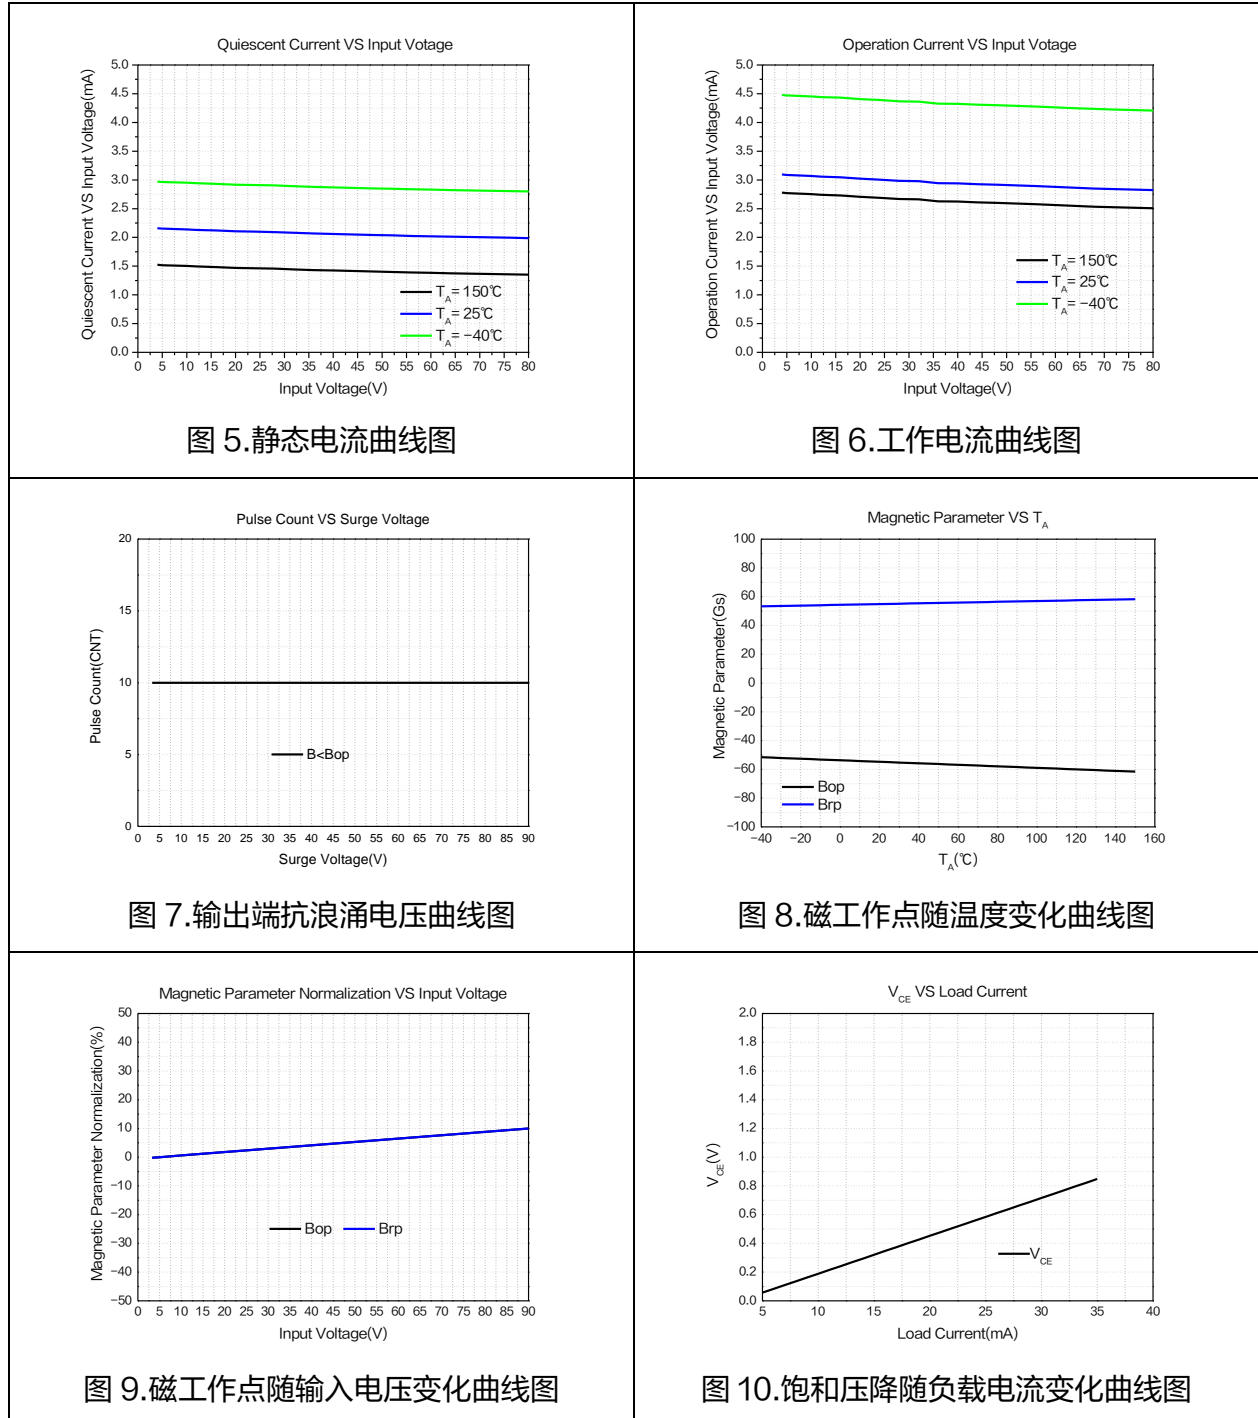 Quiescent Current VS Input Votage
Quiescent Current VS Input Voltage(mA)
5.0
4.5
4.0
3.5
3.0
2.5
2.0
1.5
1.0
0.5
0.0
TA= 150℃
TA= 25℃
TA= −40℃
0 5 10 15 20 25 30 35 40 45 50 55 60 65 70 75 80
Input Voltage(V)
图 5.静态电流曲线图
Operation Current VS Input Votage
Operation Current VS Input Voltage(mA)
5.0
4.5
4.0
3.5
3.0
2.5
2.0
1.5
1.0
0.5
0.0
TA= 150℃
TA= 25℃
TA= −40℃
0 5 10 15 20 25 30 35 40 45 50 55 60 65 70 75 80
Input Voltage(V)
图 6.工作电流曲线图
Pulse Count VS Surge Voltage
Pulse Count(CNT)
20
15
10
5
0
B<Bop
0 5 10 15 20 25 30 35 40 45 50 55 60 65 70 75 80 85 90
Surge Voltage(V)
图 7.输出端抗浪涌电压曲线图
Magnetic Parameter VS TA
Magnetic Parameter(Gs)
100
80
60
40
20
0
−20
−40
−60
−80
−100
Bop
Brp
−40 −20 0 20 40 60 80 100 120 140 160
TA(℃)
图 8.磁工作点随温度变化曲线图
Magnetic Parameter Normalization VS Input Voltage
Magnetic Parameter Normalization(%)
50
40
30
20
10
0
−10
−20
−30
−40
−50
Bop Brp
0 5 10 15 20 25 30 35 40 45 50 55 60 65 70 75 80 85 90
Input Voltage(V)
图 9.磁工作点随输入电压变化曲线图
VCE VS Load Current
VCE(V)
2.0
1.8
1.6
1.4
1.2
1.0
0.8
0.6
0.4
0.2
0.0
VCE
5 10 15 20 25 30 35 40
Load Current(mA)
图 10.饱和压降随负载电流变化曲线图